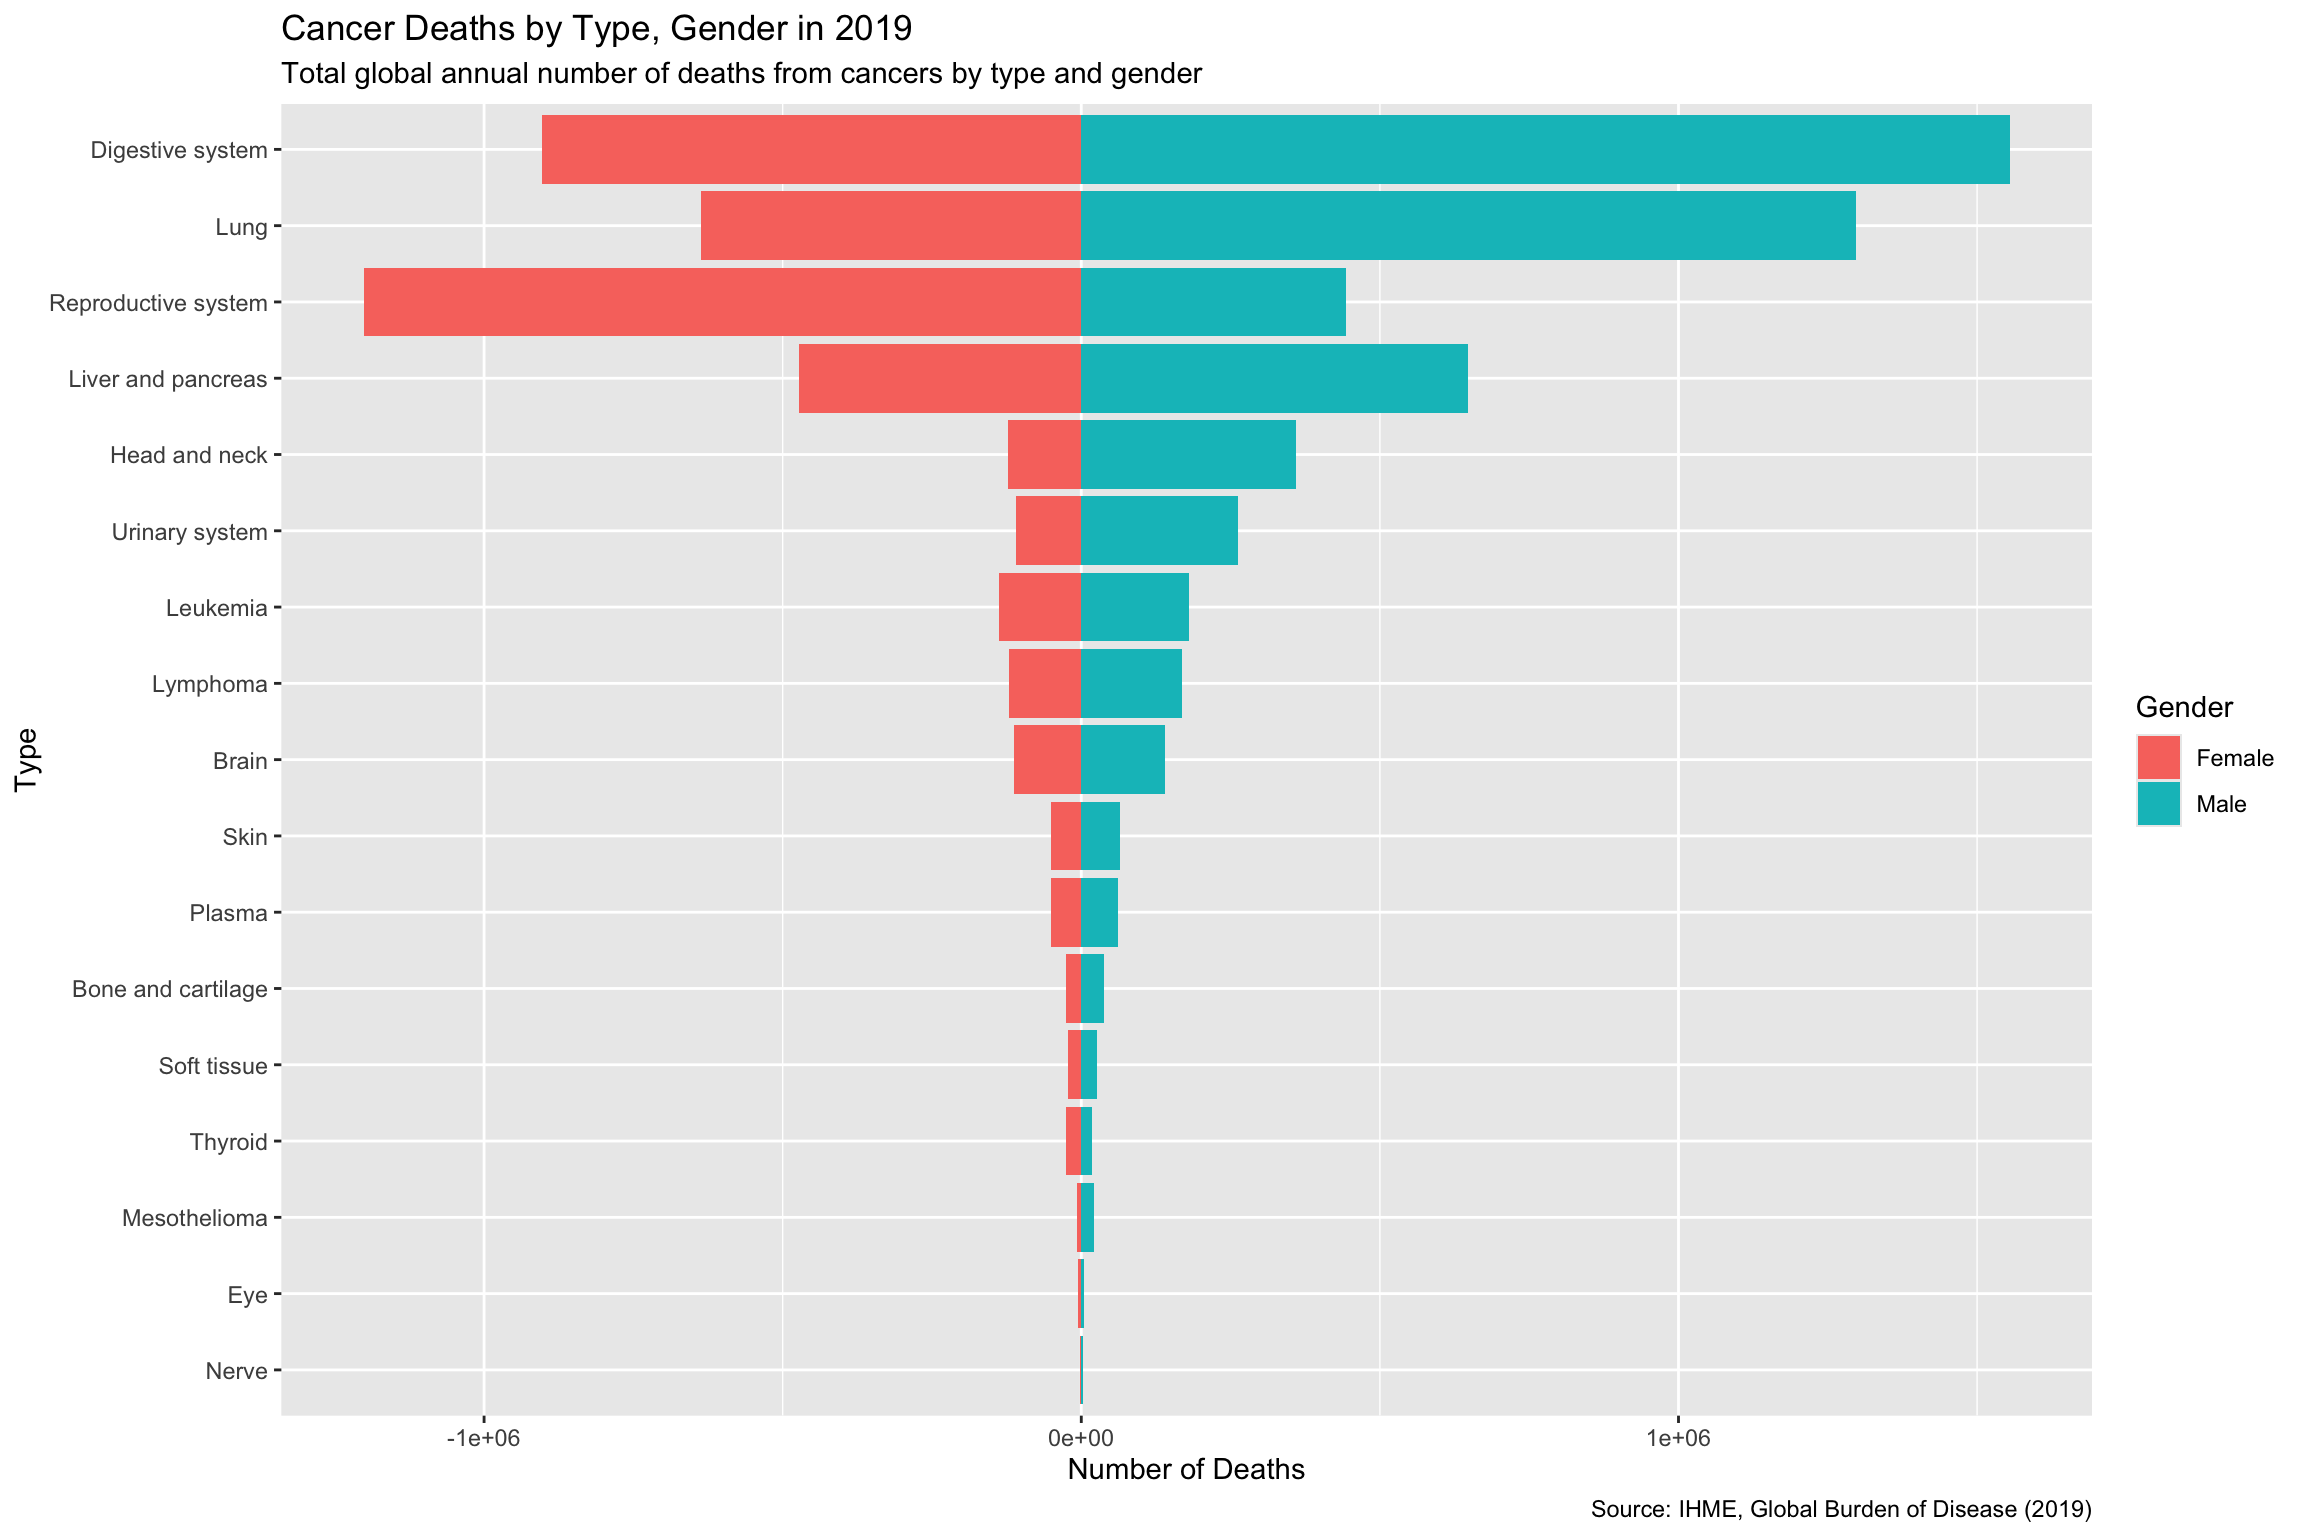 Cancer Deaths by Type, Gender in 2019
Total global annual number of deaths from cancers by type and gender
Digestive system
Lung
Reproductive system
Liver and pancreas
Head and neck
Urinary system
Leukemia
Lymphoma
Brain
Skin
Plasma
Bone and cartilage
Soft tissue
Thyroid
Mesothelioma
Eye
Nerve
Type
-1e+06
0e+00
1e+06
Number of Deaths
Gender
Female
Male
Source: IHME, Global Burden of Disease (2019)